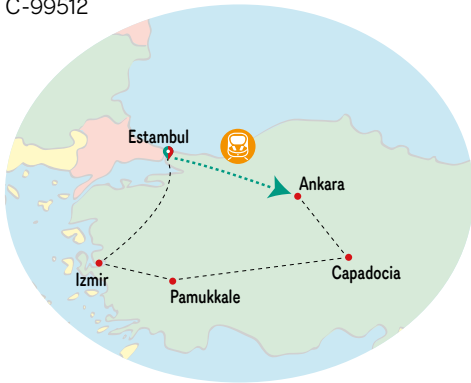 C-99512
Estambul
Ankara
Capadocia
Izmir
Pamukkale